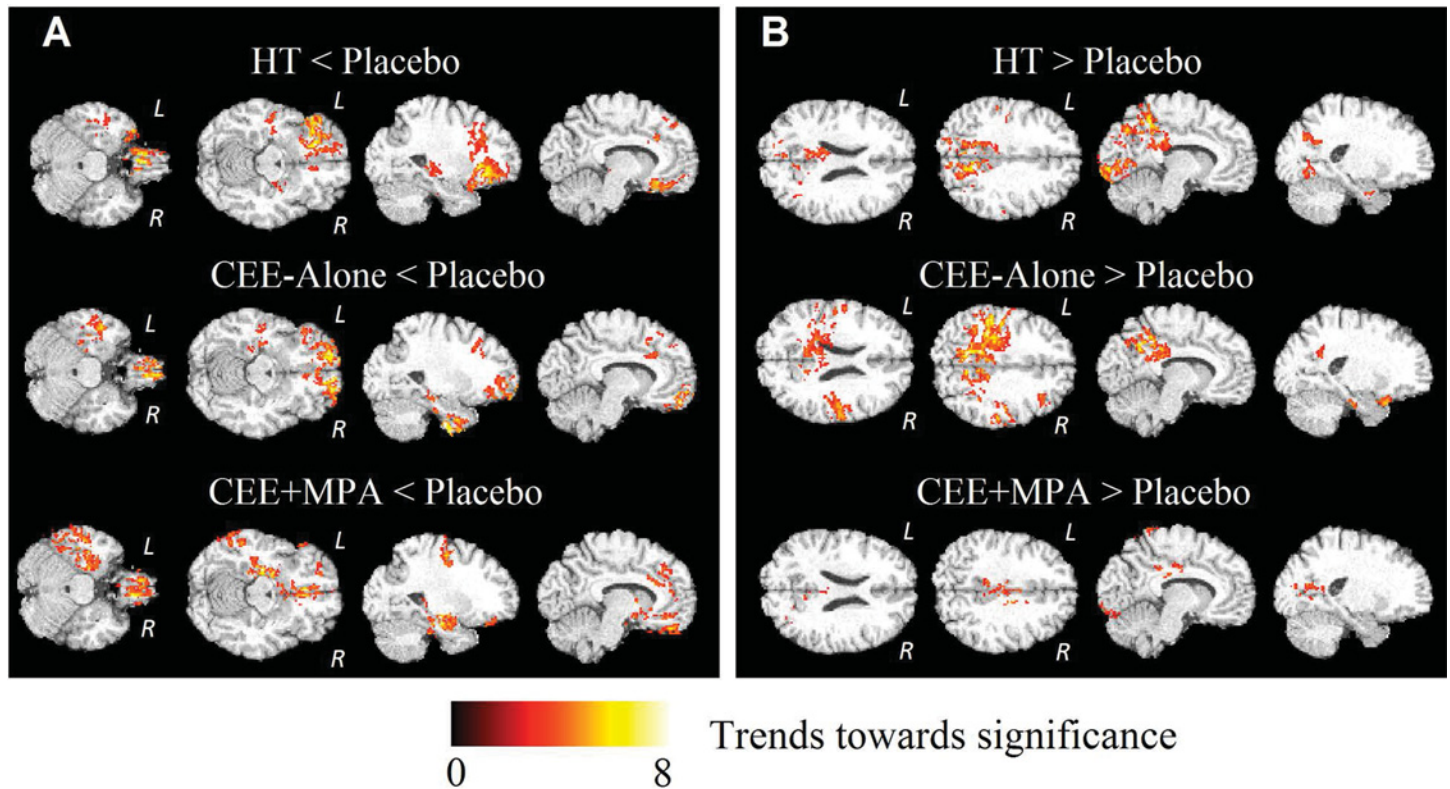 A
HT < Placebo
L
L
R
R
CEE-Alone < Placebo
L
L
R
R
CEE+MPA < Placebo
L
L
R
R
B
HT > Placebo
L
L
R
R
CEE-Alone > Placebo
L
L
R
R
CEE+MPA > Placebo
L
L
R
R
0
8
Trends towards significance